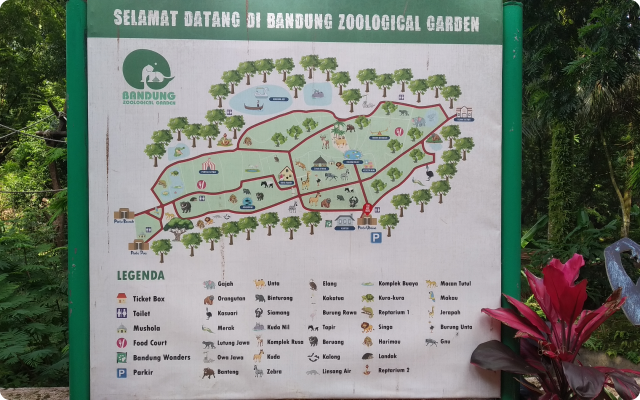 SELAMAT DATANG DI BANDUNG ZOOLOGICAL GARDEN
BANDUNG
ZOOLOGICAL GARDEN
LEGENDA
Ticket Box
Toilet
Mushola
Food Court
Bandung Wonders
Parkir
Gajah
Orangutan
Kasuari
Merak
Lutung Jawa
Owa Jawa
Banteng
Unta
Binturong
Siamang
Kuda Nil
Komplek Rusa
Kuda
Zebra
Elang
Kakatua
Burung Rawa
Tapir
Beruang
Kalong
Linsang Air
Komplek Buaya
Kura-kura
Reptarium 1
Singa
Harimau
Landak
Reptarium 2
Macan Tutul
Makau
Jerapah
Burung Unta
Gnu
P
P